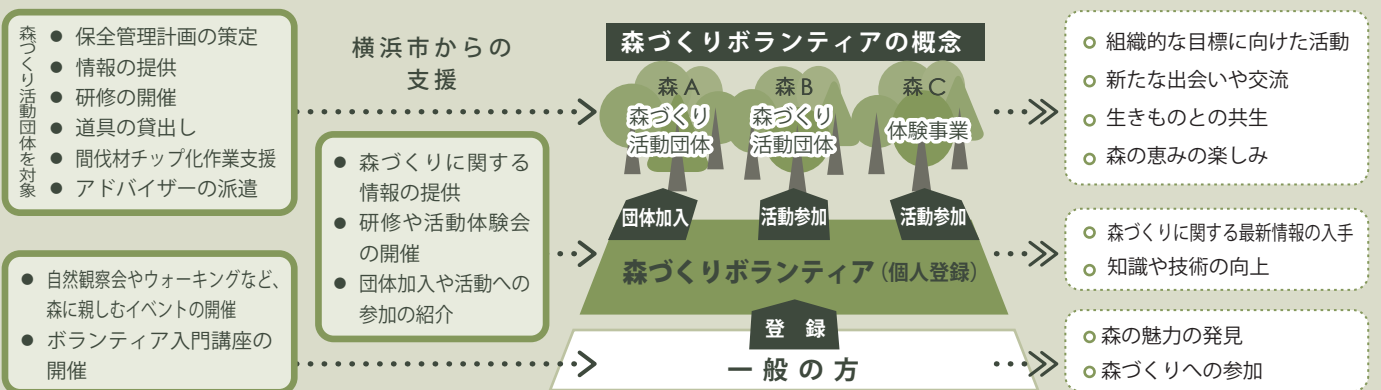 森づくり活動団体を対象
● 保全管理計画の策定
● 情報の提供
● 研修の開催
● 道具の貸出し
● 間伐材チップ化作業支援
● アドバイザーの派遣
● 自然観察会やウォーキングなど、
森に親しむイベントの開催
● ボランティア入門講座の
開催
横浜市からの
支援
● 森づくりに関する
情報の提供
● 研修や活動体験会
の開催
● 団体加入や活動への
参加の紹介
森づくりボランティアの概念
森A
森づくり
活動団体
森B
森づくり
活動団体
森C
体験事業
団体加入
活動参加
活動参加
森づくりボランティア(個人登録)
登 録
一般の方
組織的な目標に向けた活動
新たな出会いや交流
生きものとの共生
森の恵みの楽しみ
森づくりに関する最新情報の入手
知識や技術の向上
森の魅力の発見
森づくりへの参加